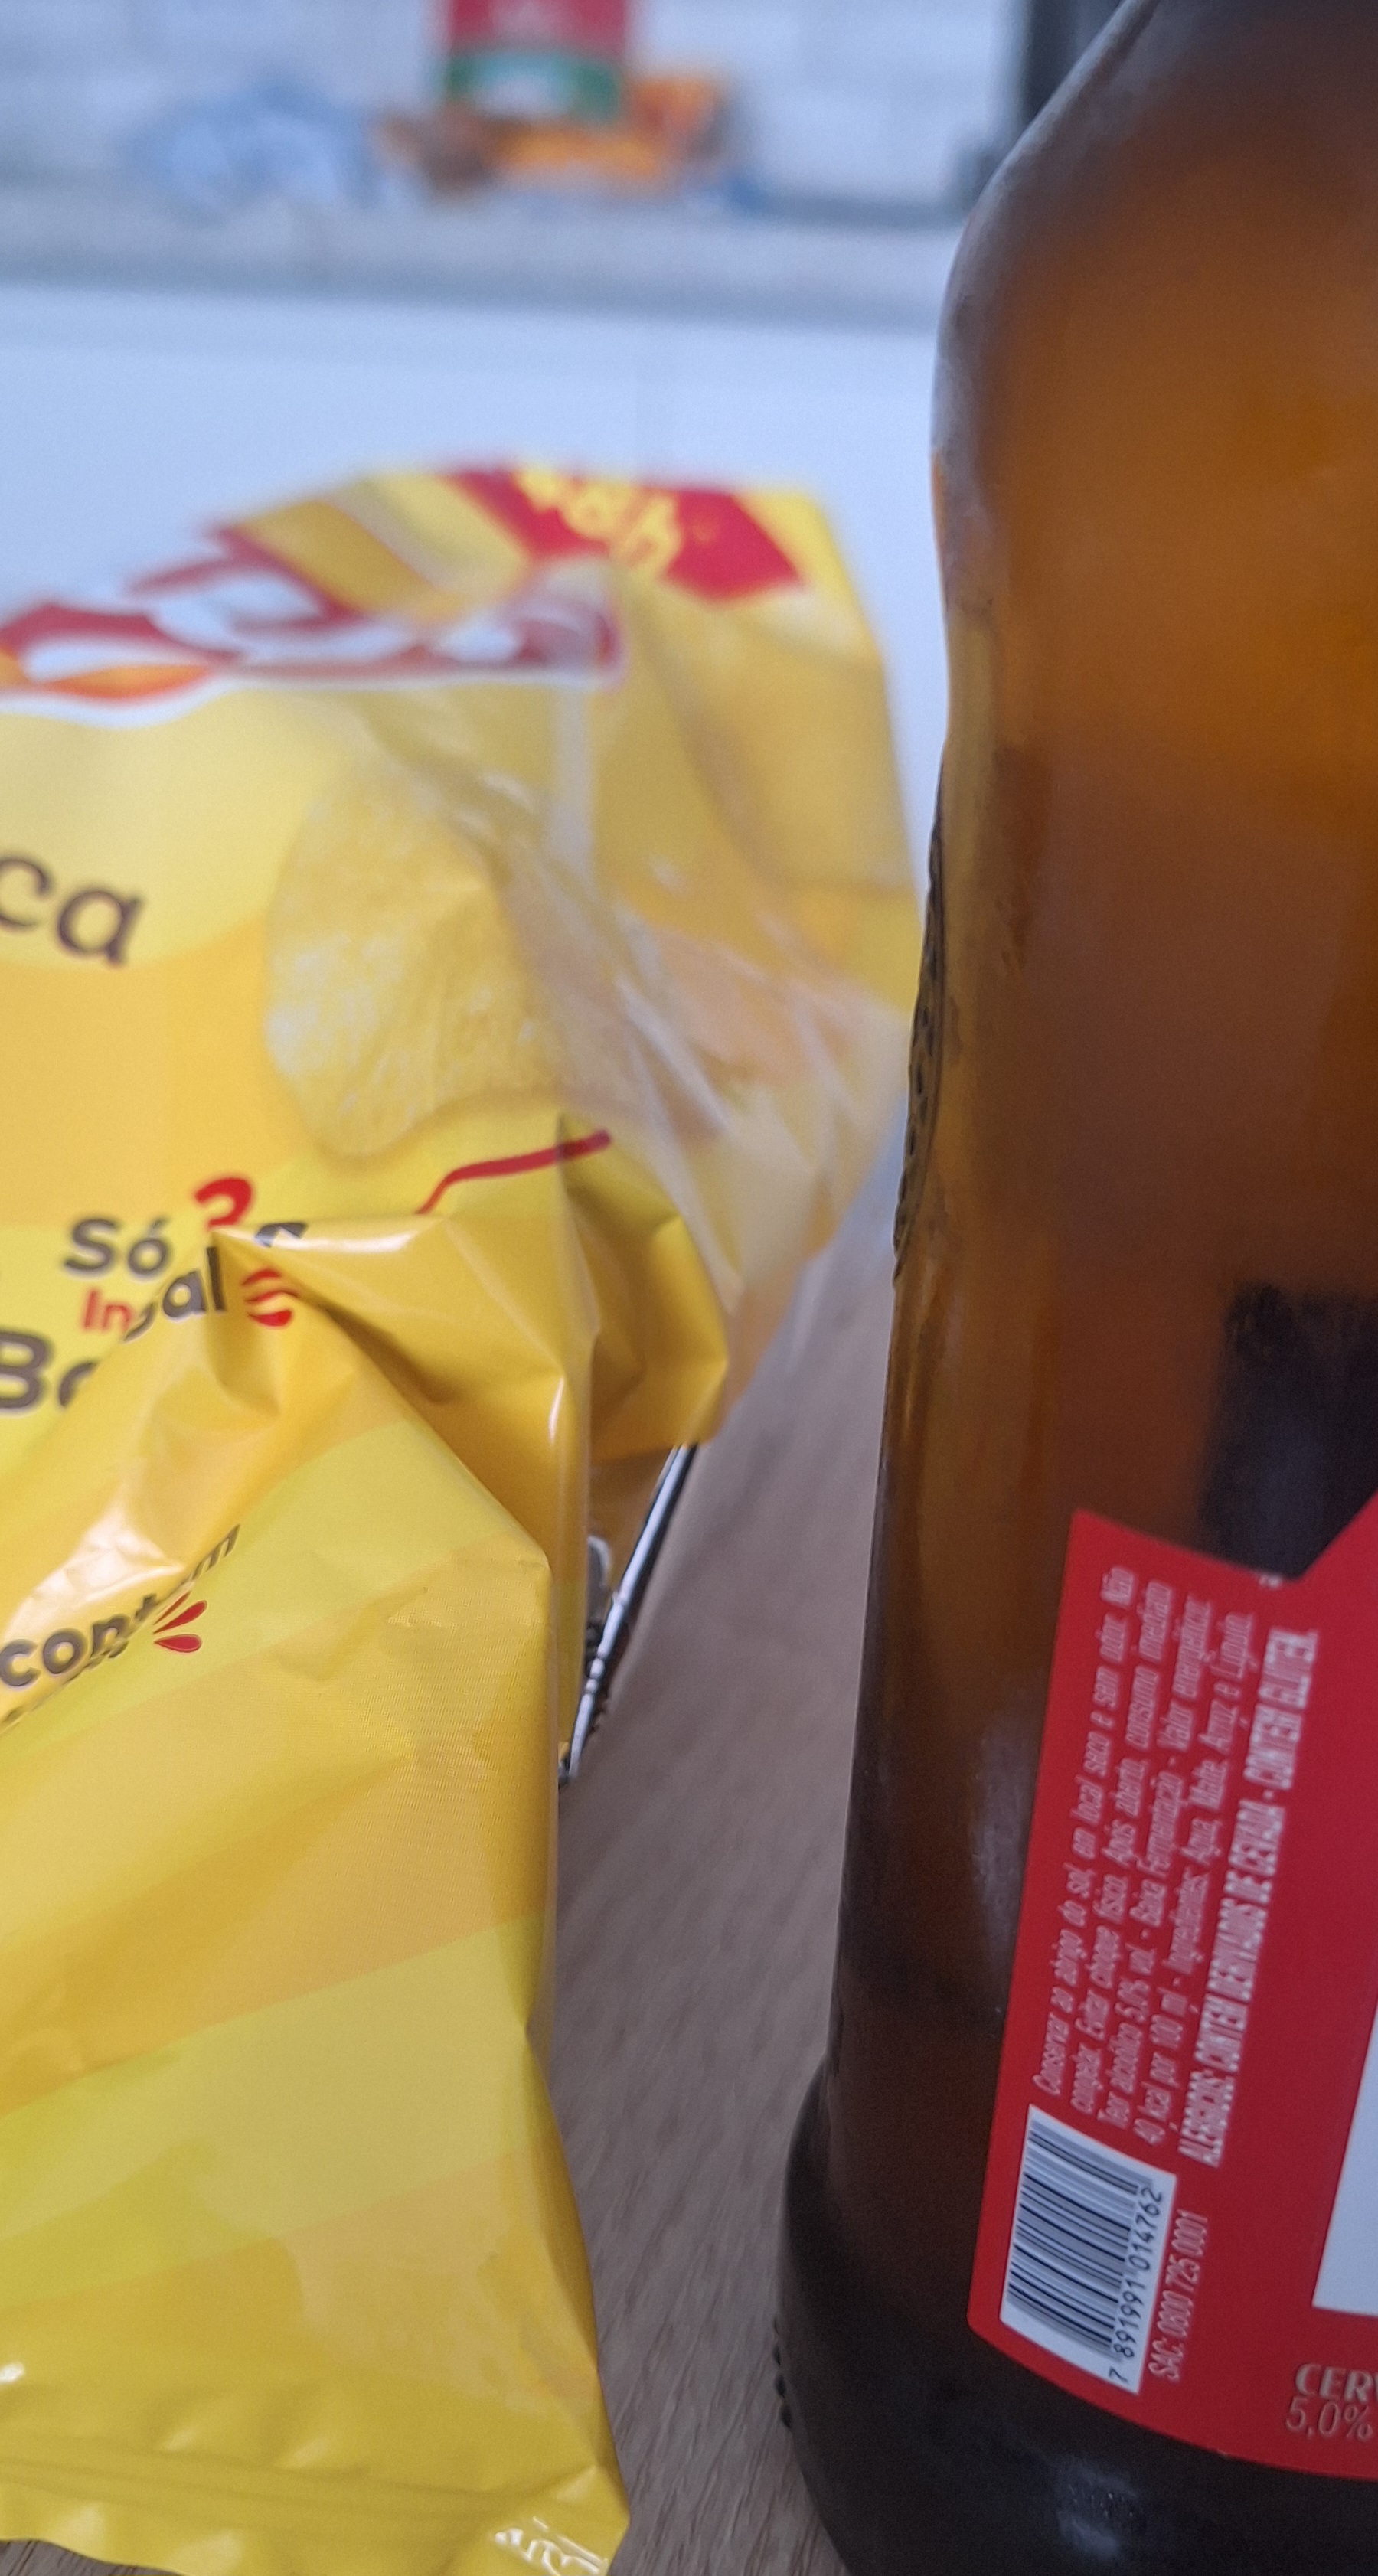 ca
Só 3
In
Ba
contém
Conservar ao abrigo do sol, em local seco e sem odor. Não
congelar. Evitar choque físico. Após aberto, consumo imediato
Teor alcoólico 5.0% vol. - Baixa Fermentação - Valor energético:
40 kcal por 100 ml - Ingredientes: Água, Malte, Arroz e Lúpulo.
ALÉRGICOS: CONTÉM DERIVADOS DE CEVADA - CONTÉM GLÚTEN.
7 891991 014762
SAC: 0800 725 0001
CERV
5,0%